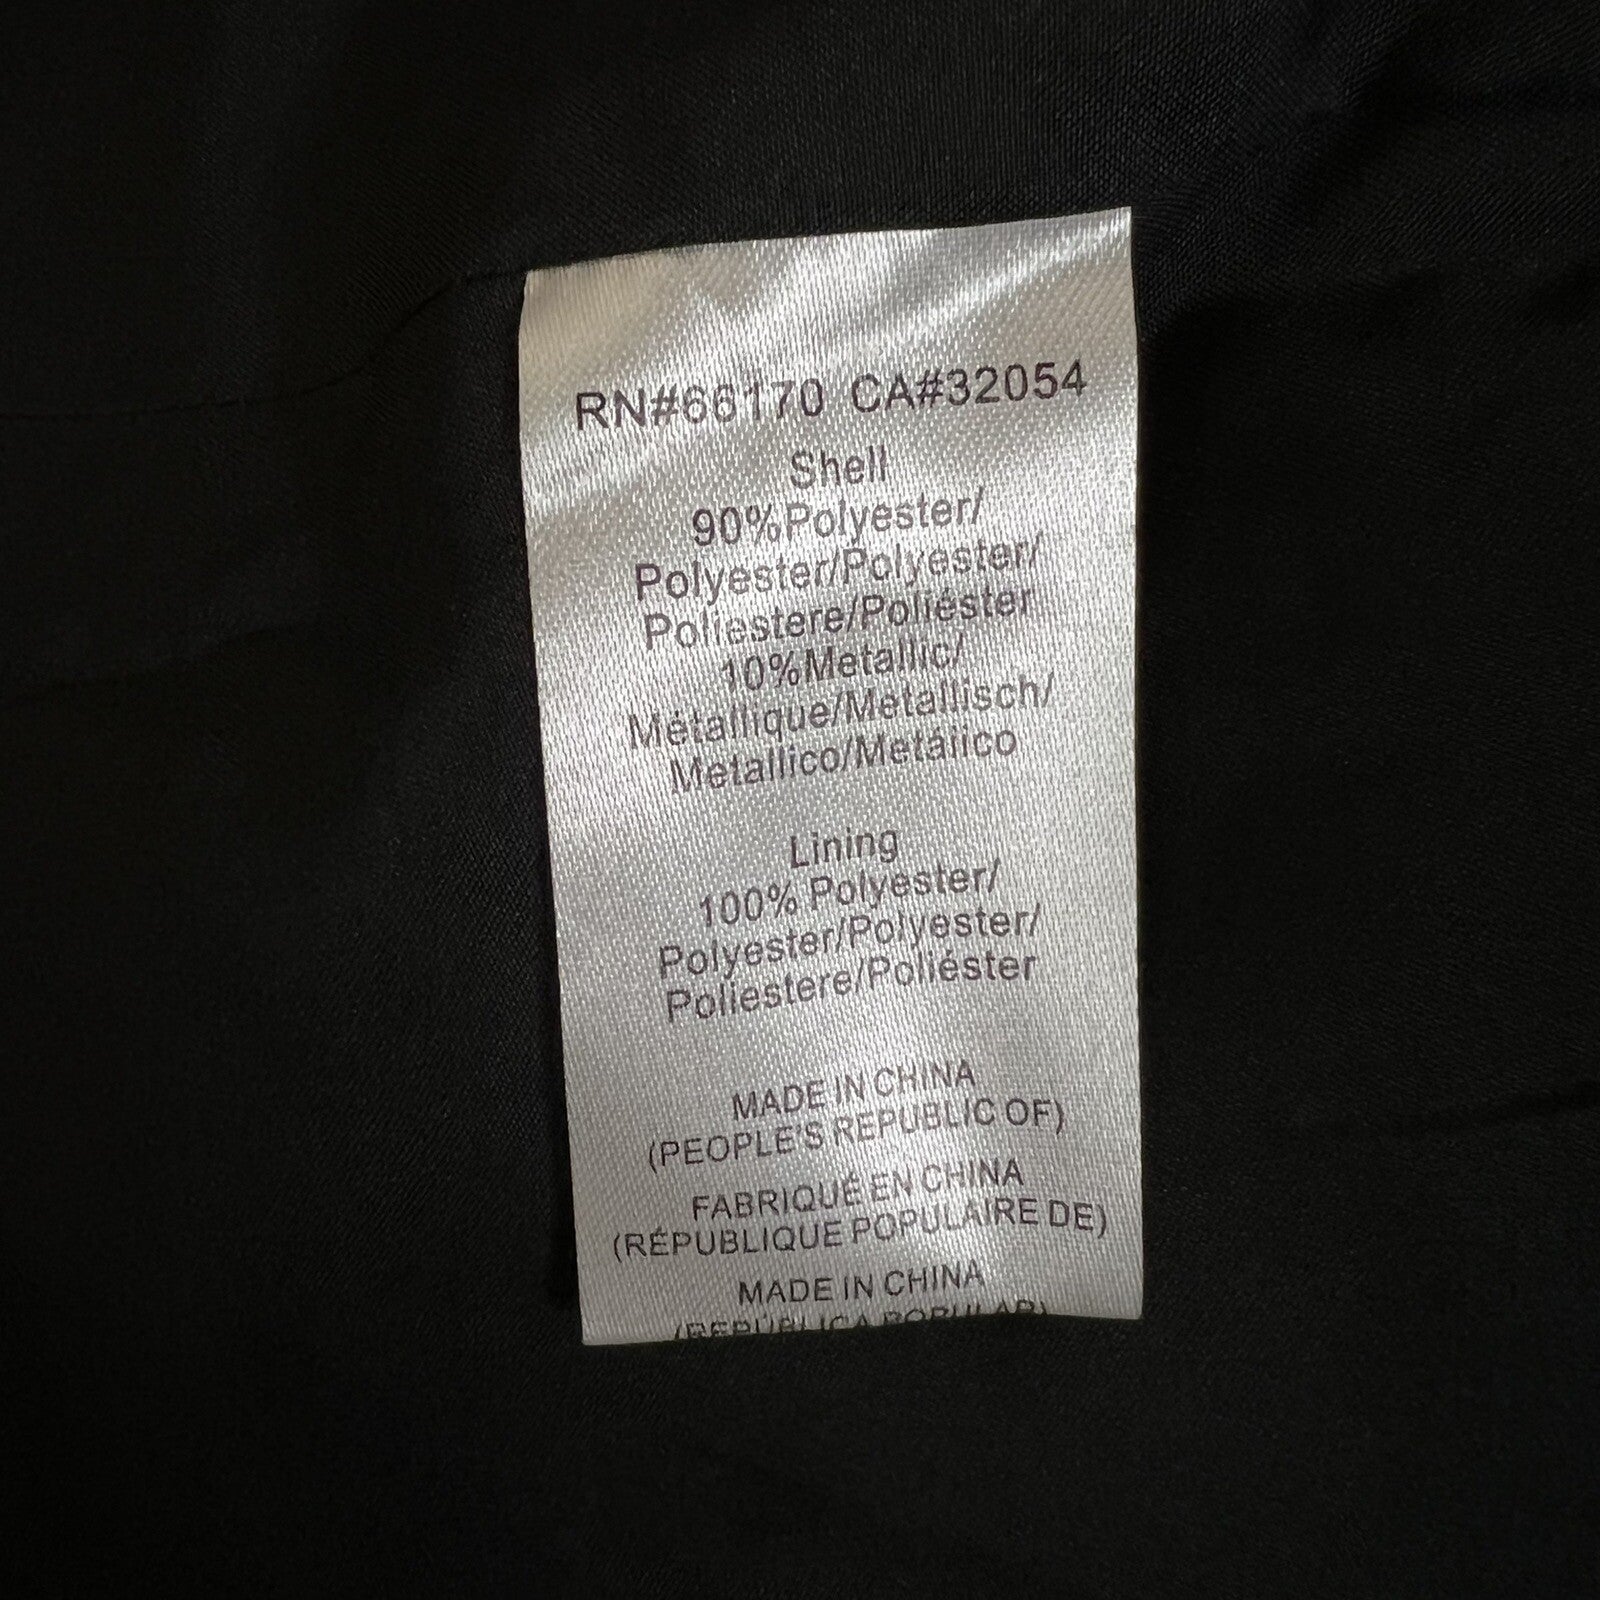 RN#66170 CA#32054
Shell
90%Polyester/
Polyester/Polyester/
Poliestere/Poliéster
10%Metallic/
Métallique/Metallisch/
Metallico/Metálico
Lining
100% Polyester/
Polyester/Polyester/
Poliestere/Poliéster
MADE IN CHINA
(PEOPLE'S REPUBLIC OF)
FABRIQUÉ EN CHINA
(RÉPUBLIQUE POPULAIRE DE)
MADE IN CHINA
(REPÚBLICA POPULAR)